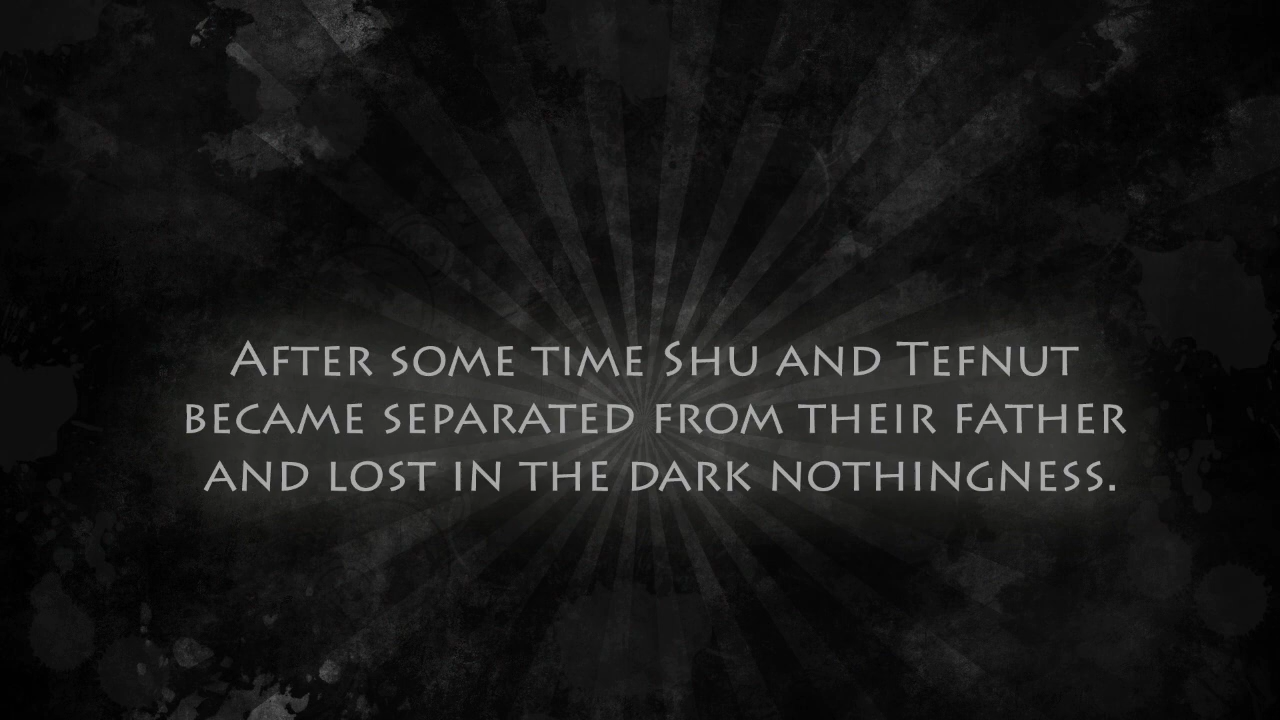 After some time Shu and Tefnut
became separated from their father
and lost in the dark nothingness.